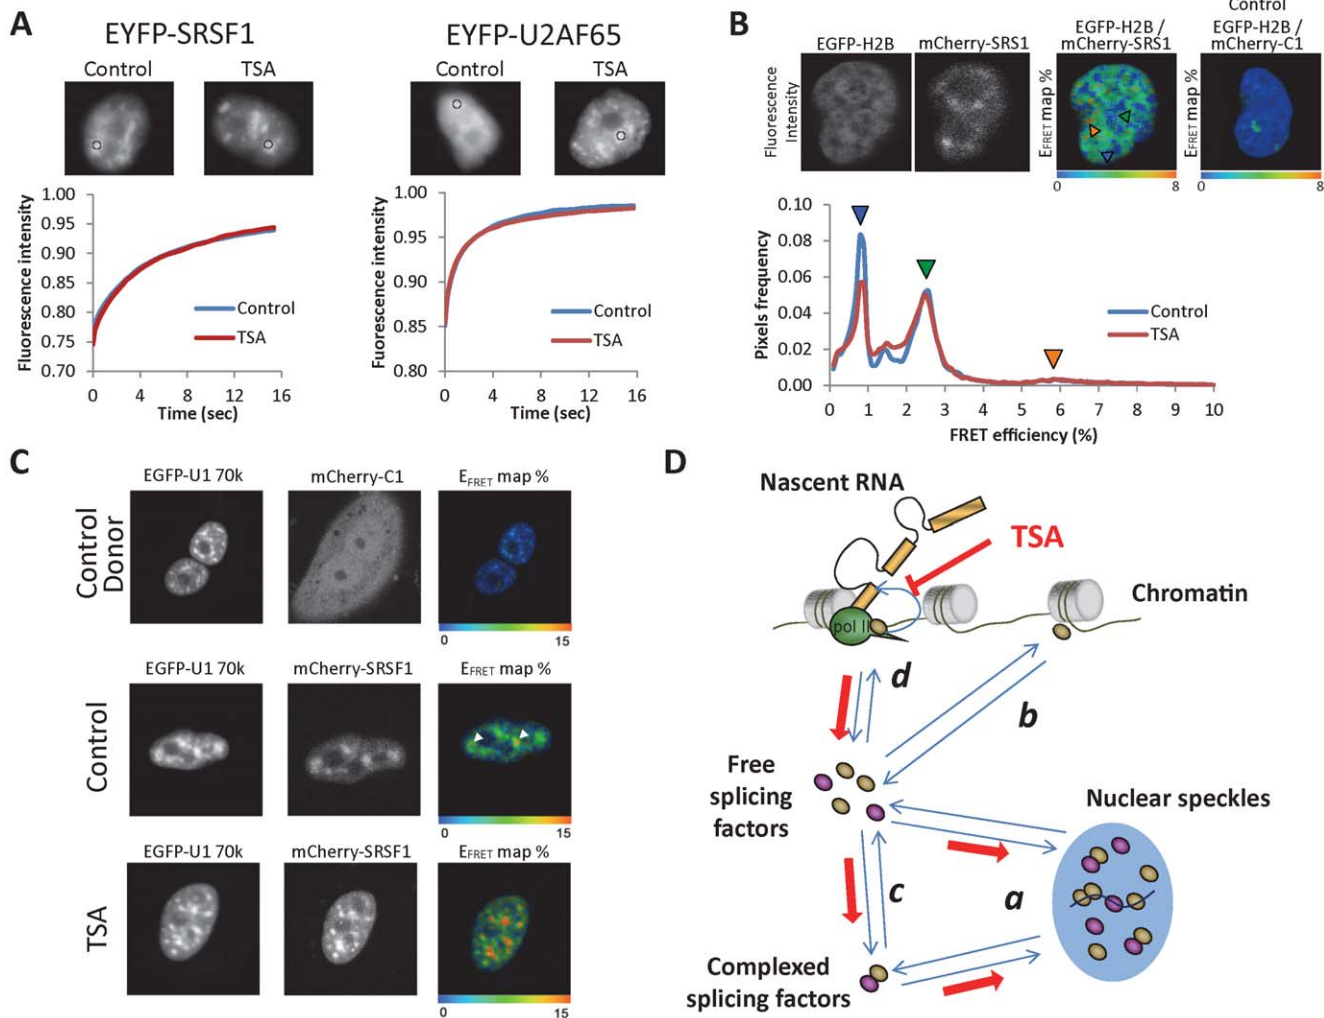 A
EYFP-SRSF1
EYFP-U2AF65
Control
TSA
Control
TSA
Fluorescence intensity
1.00
0.95
0.90
0.85
0.80
0.75
0.70
Control
TSA
0
4
8
12
16
Time (sec)
Fuorescence intensity
1.00
0.95
0.90
0.85
0.80
Control
TSA
0
4
8
12
16
Time (sec)
B
EGFP-H2B
mCherry-SRS1
EGFP-H2B /
mCherry-SRS1
Control
EGFP-H2B /
mCherry-C1
Fluorescence
Intensity
EFRET map %
0
8
EFRET map %
0
8
Pixels frequency
0.10
0.08
0.06
0.04
0.02
0.00
Control
TSA
0
1
2
3
4
5
6
7
8
9
10
FRET efficiency (%)
C
EGFP-U1 70k
mCherry-C1
EFRET map %
Control
Donor
0
15
EGFP-U1 70k
mCherry-SRSF1
EFRET map %
Control
0
15
EGFP-U1 70k
mCherry-SRSF1
EFRET map %
TSA
0
15
D
Nascent RNA
TSA
Chromatin
pol II
d
b
Free
splicing
factors
Nuclear speckles
c
a
Complexed
splicing factors